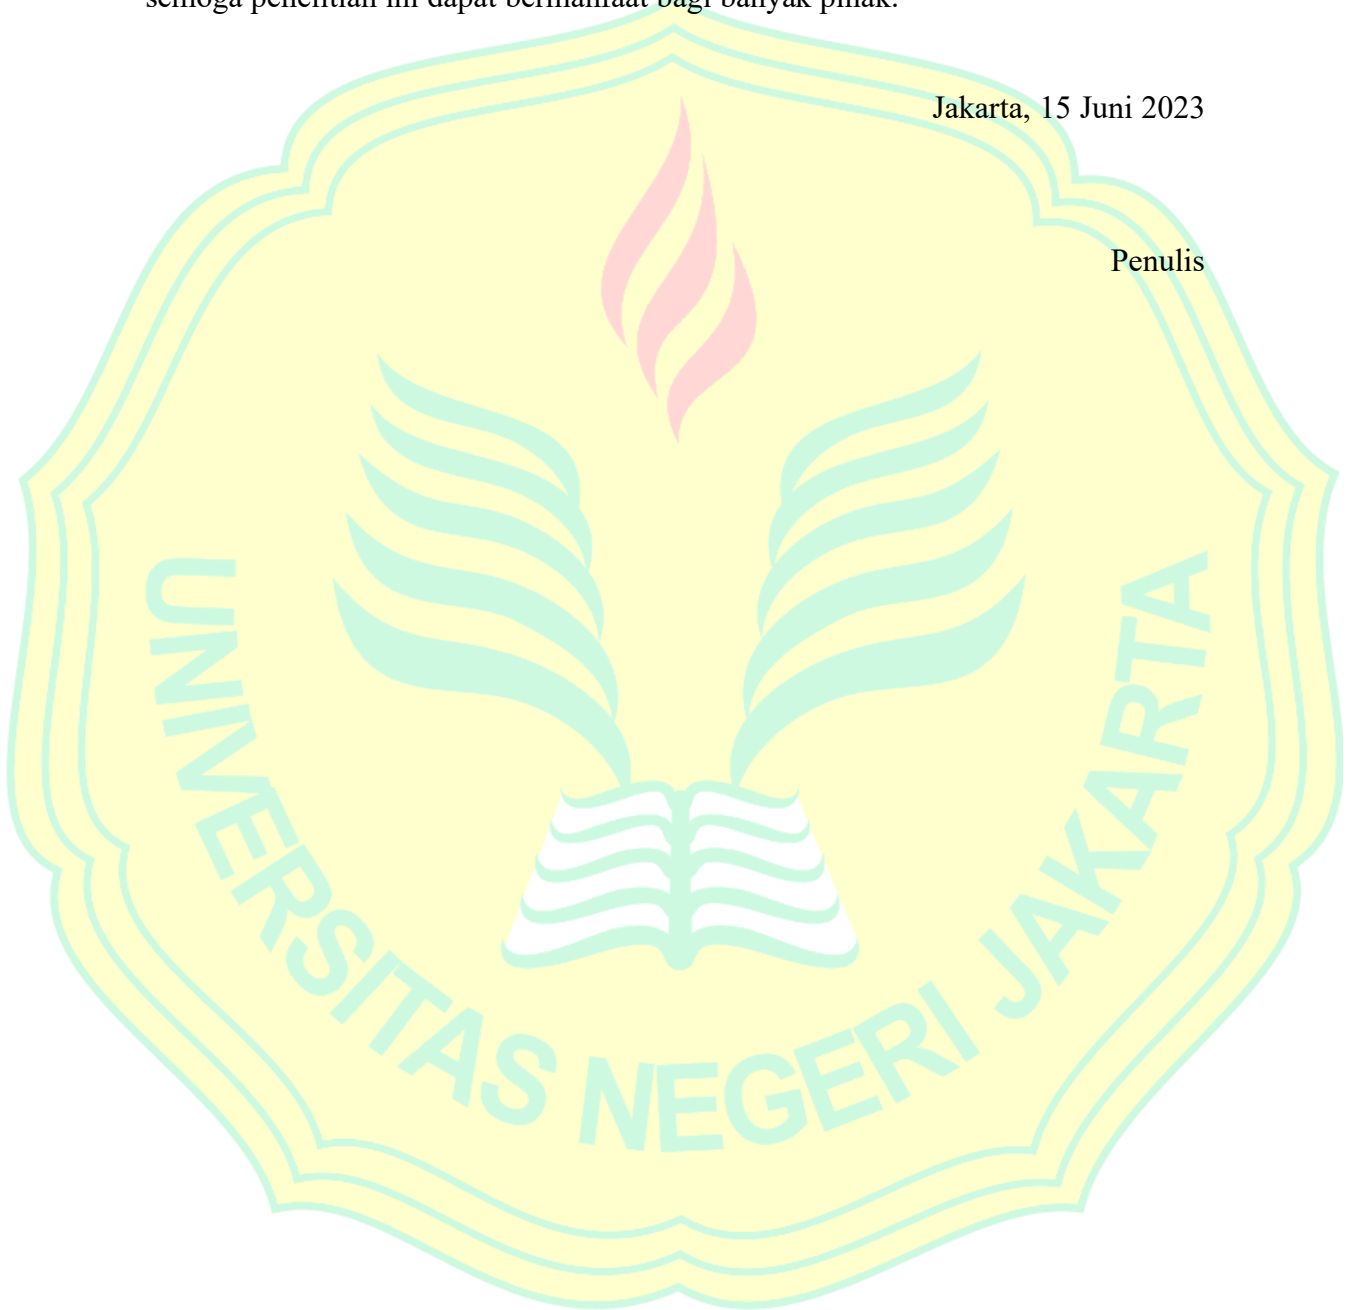 semoga penelitian ini dapat bermanfaat bagi banyak pihak.
Jakarta, 15 Juni 2023
Penulis
UNIVERSITAS NEGERI JAKARTA